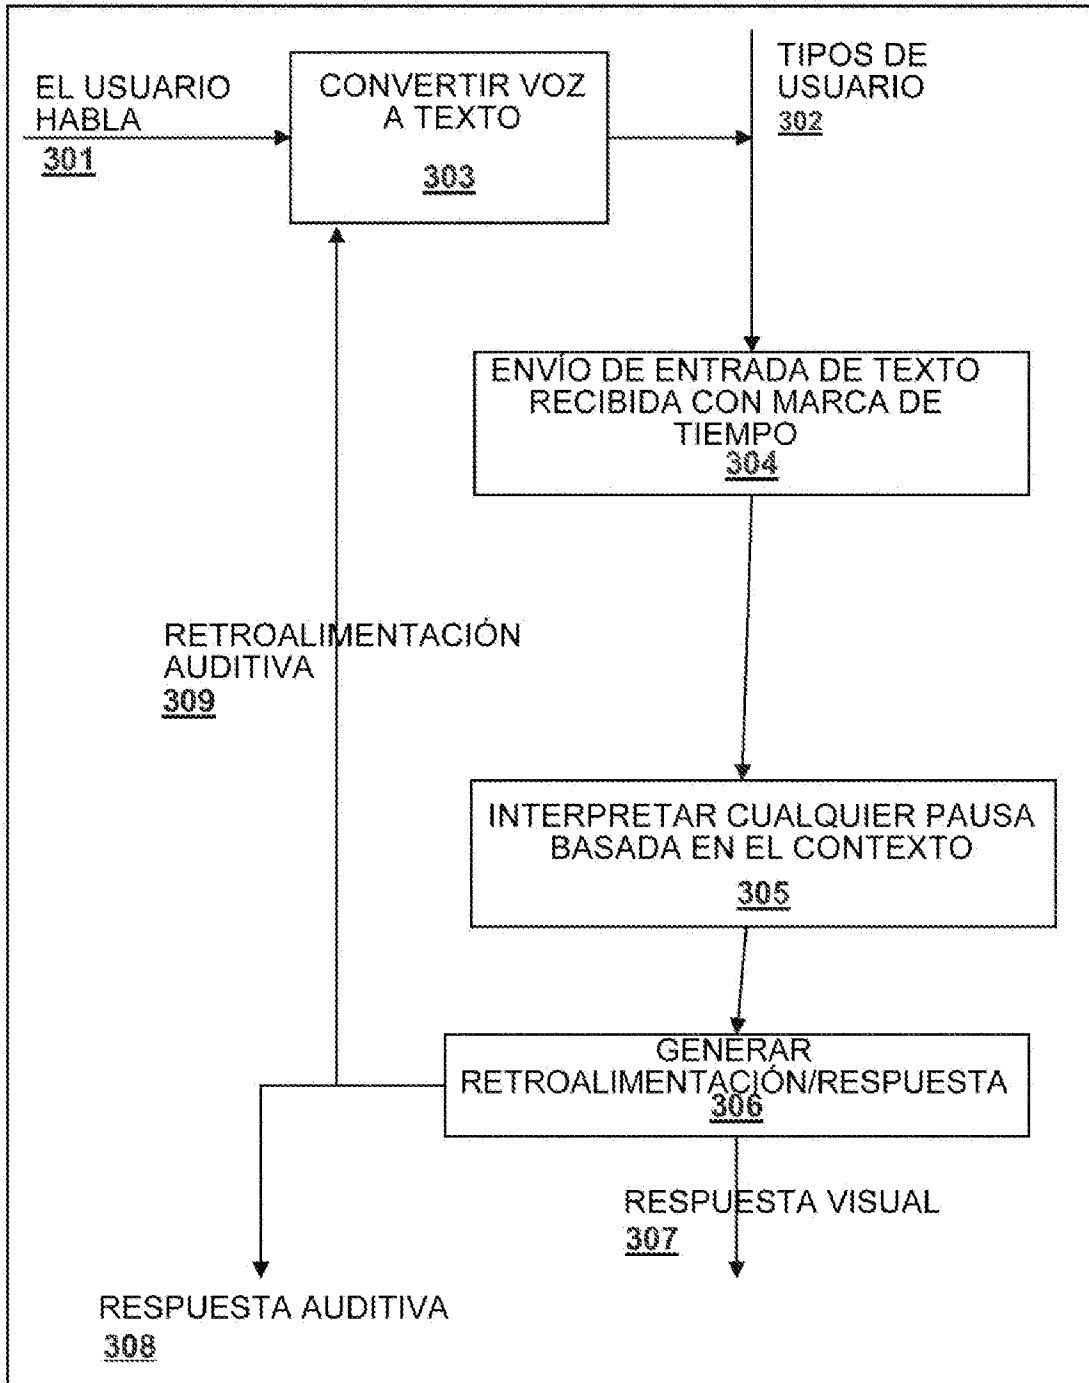 EL USUARIO
HABLA
301
CONVERTIR VOZ
A TEXTO
303
TIPOS DE
USUARIO
302
ENVÍO DE ENTRADA DE TEXTO
RECIBIDA CON MARCA DE
TIEMPO
304
RETROALIMENTACIÓN
AUDITIVA
309
INTERPRETAR CUALQUIER PAUSA
BASADA EN EL CONTEXTO
305
GENERAR
RETROALIMENTACIÓN/RESPUESTA
306
RESPUESTA VISUAL
307
RESPUESTA AUDITIVA
308